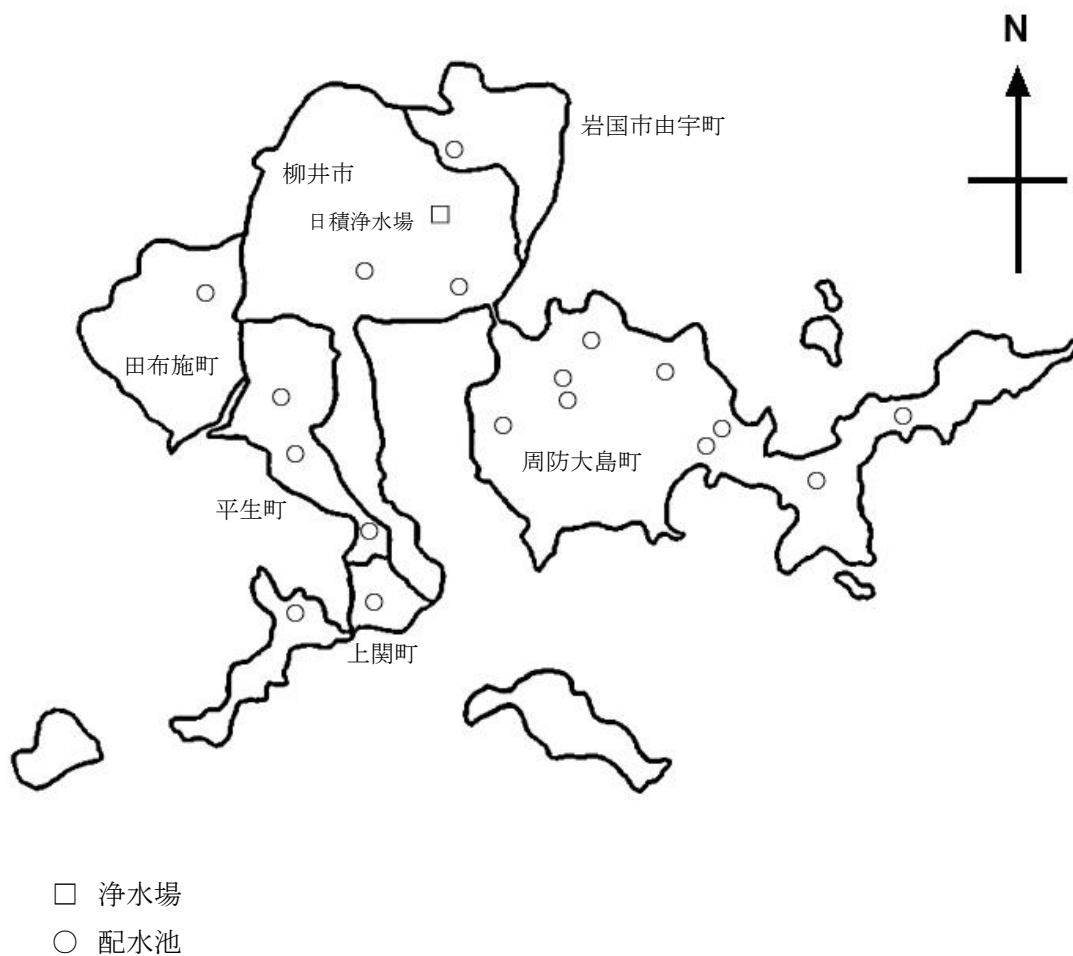 N
岩国市由宇町
柳井市
日積浄水場
田布施町
周防大島町
平生町
上関町
□ 浄水場
○ 配水池